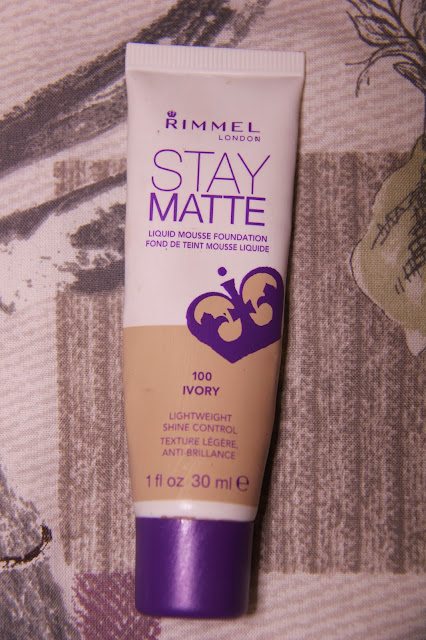 RIMMEL
LONDON
STAY
MATTE
LIQUID MOUSSE FOUNDATION
FOND DE TEINT MOUSSE LIQUIDE
100
IVORY
LIGHTWEIGHT
SHINE CONTROL
TEXTURE LÉGÈRE,
ANTI-BRILLANCE
1 fl oz 30 ml ℮